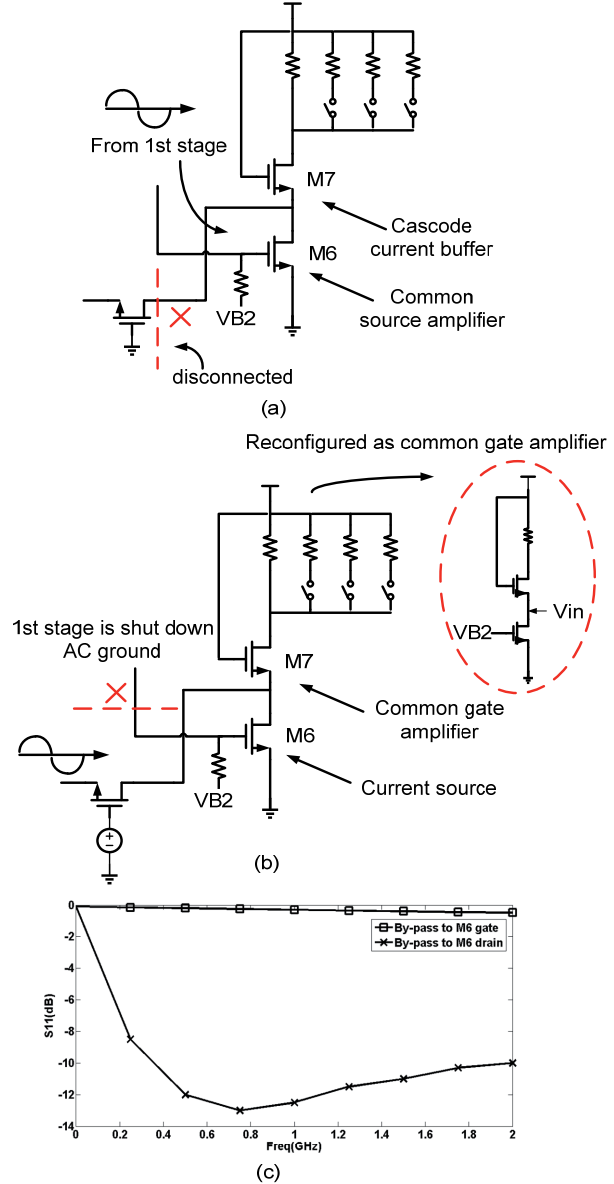 From 1st stage
M7
Cascode
current buffer
M6
Common
source amplifier
VB2
disconnected
(a)
Reconfigured as common gate amplifier
Vin
VB2
1st stage is shut down
AC ground
M7
Common gate
amplifier
M6
Current source
VB2
+
−
(b)
By-pass to M6 gate
By-pass to M6 drain
S11(dB)
0
-2
-4
-6
-8
-10
-12
-14
0
0.2
0.4
0.6
0.8
1
1.2
1.4
1.6
1.8
2
Freq(GHz)
(c)